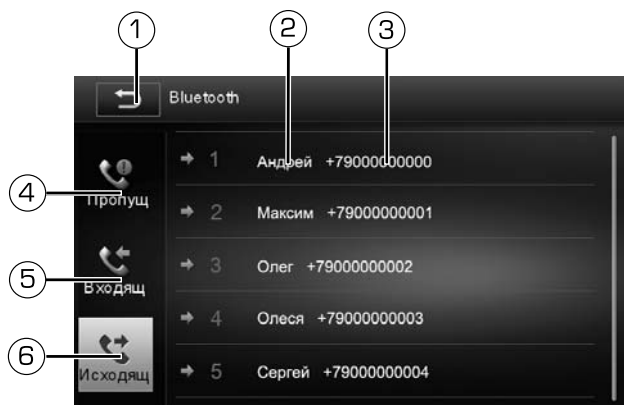 1 2 3
Bluetooth
1 Андрей +79000000000
4
Пропущ
2 Максим +79000000001
5
Входящ
3 Олег +79000000002
4 Олеся +79000000003
6
Исходящ
5 Сергей +79000000004